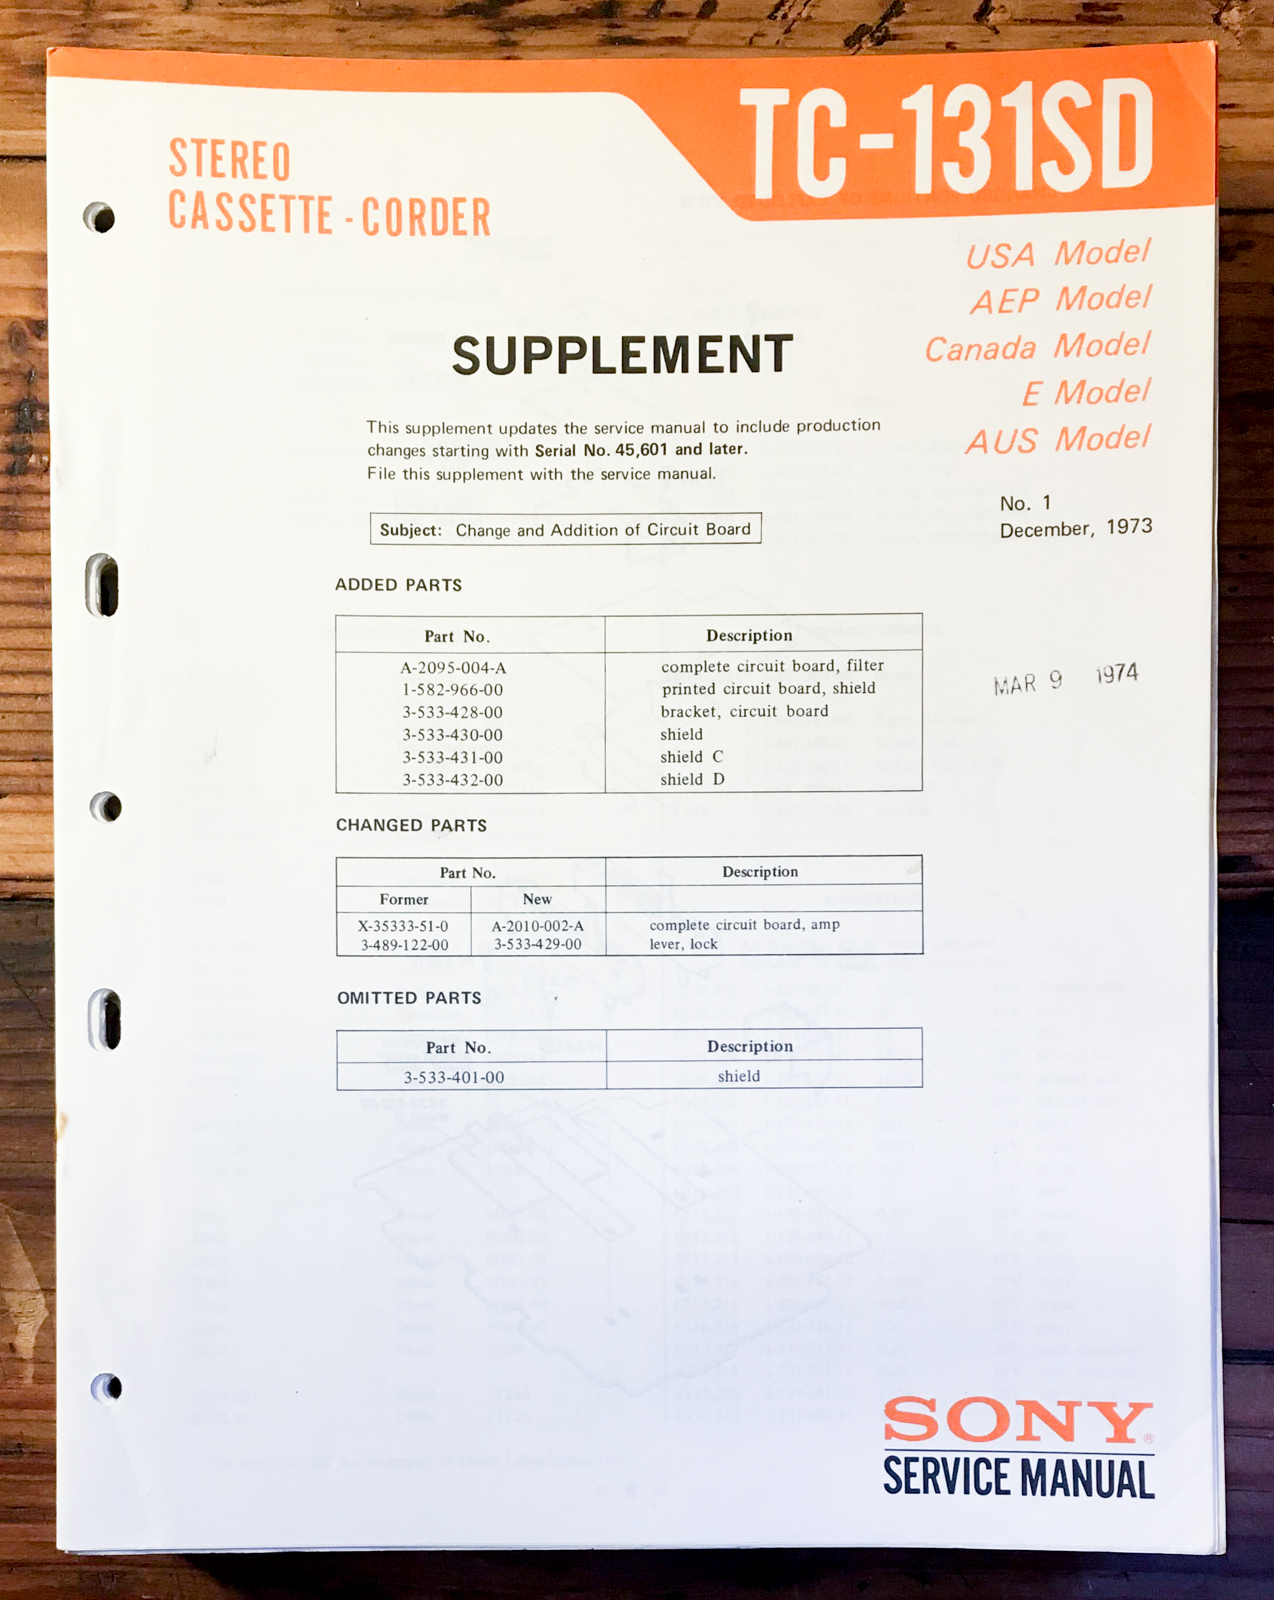 TC-131SD
STEREO
CASSETTE-CORDER
USA Model
AEP Model
Canada Model
E Model
AUS Model
SUPPLEMENT
This supplement updates the service manual to include production
changes starting with Serial No. 45,601 and later.
File this supplement with the service manual.
No. 1
December, 1973
Subject: Change and Addition of Circuit Board
ADDED PARTS
Part No. Description
A-2095-004-A complete circuit board, filter
1-582-966-00 printed circuit board, shield
3-533-428-00 bracket, circuit board
3-533-430-00 shield
3-533-431-00 shield C
3-533-432-00 shield D
MAR 9 1974
CHANGED PARTS
Part No. Description
Former New
X-35333-51-0 A-2010-002-A complete circuit board, amp
3-489-122-00 3-533-429-00 lever, lock
OMITTED PARTS
Part No. Description
3-533-401-00 shield
SONY®
SERVICE MANUAL